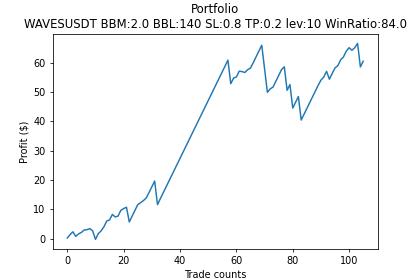 Portfolio
WAVESUSDT BBM:2.0 BBL:140 SL:0.8 TP:0.2 lev:10 WinRatio:84.0
60
50
40
30
20
10
0
Profit ($)
0 20 40 60 80 100
Trade counts